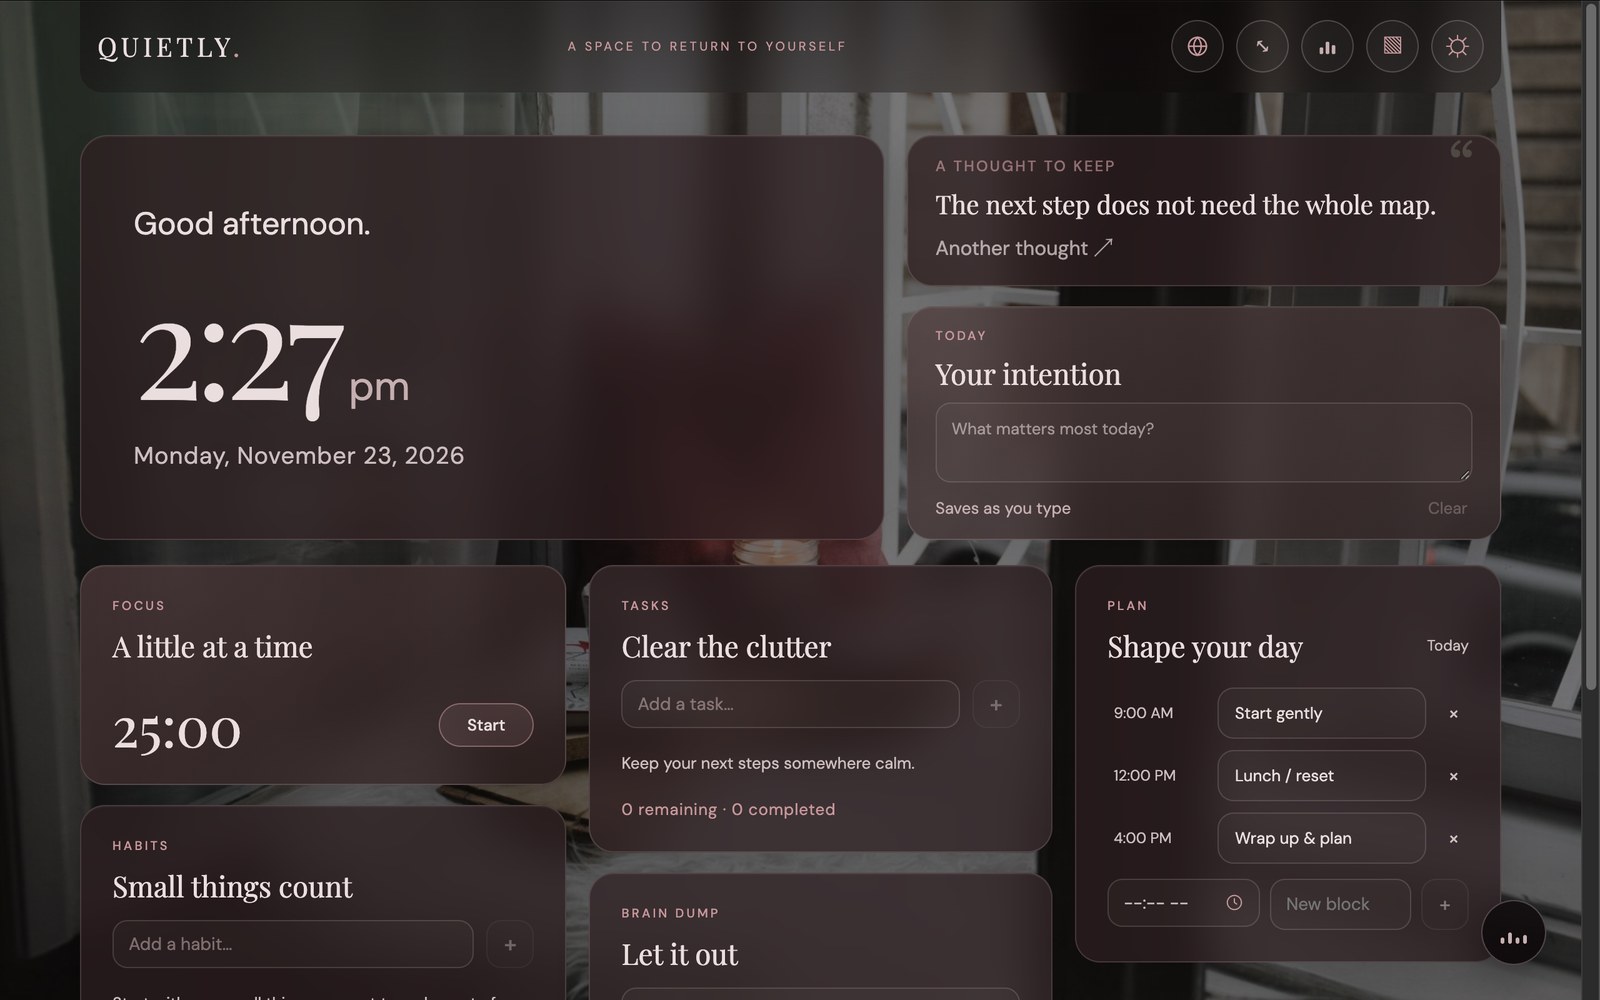 QUIETLY.
A SPACE TO RETURN TO YOURSELF
Good afternoon.
2:27 pm
Monday, November 23, 2026
A THOUGHT TO KEEP
“
The next step does not need the whole map.
Another thought ↗
TODAY
Your intention
What matters most today?
Saves as you type
Clear
FOCUS
A little at a time
25:00
Start
HABITS
Small things count
Add a habit...
+
TASKS
Clear the clutter
Add a task...
+
Keep your next steps somewhere calm.
0 remaining · 0 completed
BRAIN DUMP
Let it out
PLAN
Shape your day
Today
9:00 AM Start gently ×
12:00 PM Lunch / reset ×
4:00 PM Wrap up & plan ×
--:-- -- New block +